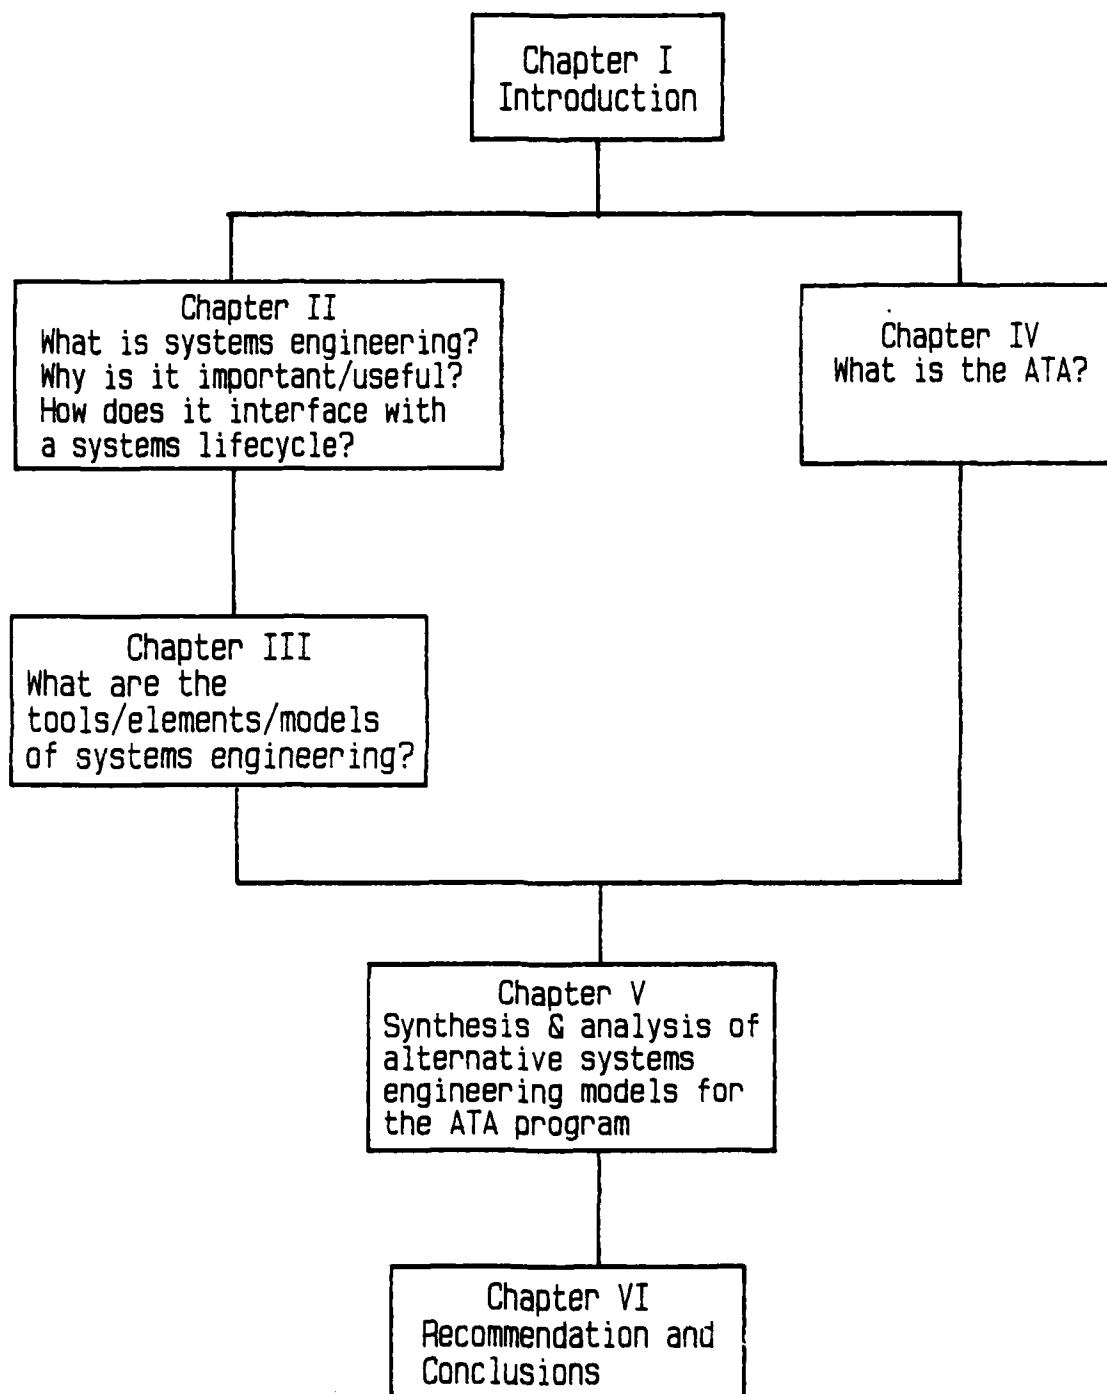 Chapter I
Introduction
Chapter II
What is systems engineering?
Why is it important/useful?
How does it interface with
a systems lifecycle?
Chapter IV
What is the ATA?
Chapter III
What are the
tools/elements/models
of systems engineering?
Chapter V
Synthesis & analysis of
alternative systems
engineering models for
the ATA program
Chapter VI
Recommendation and
Conclusions